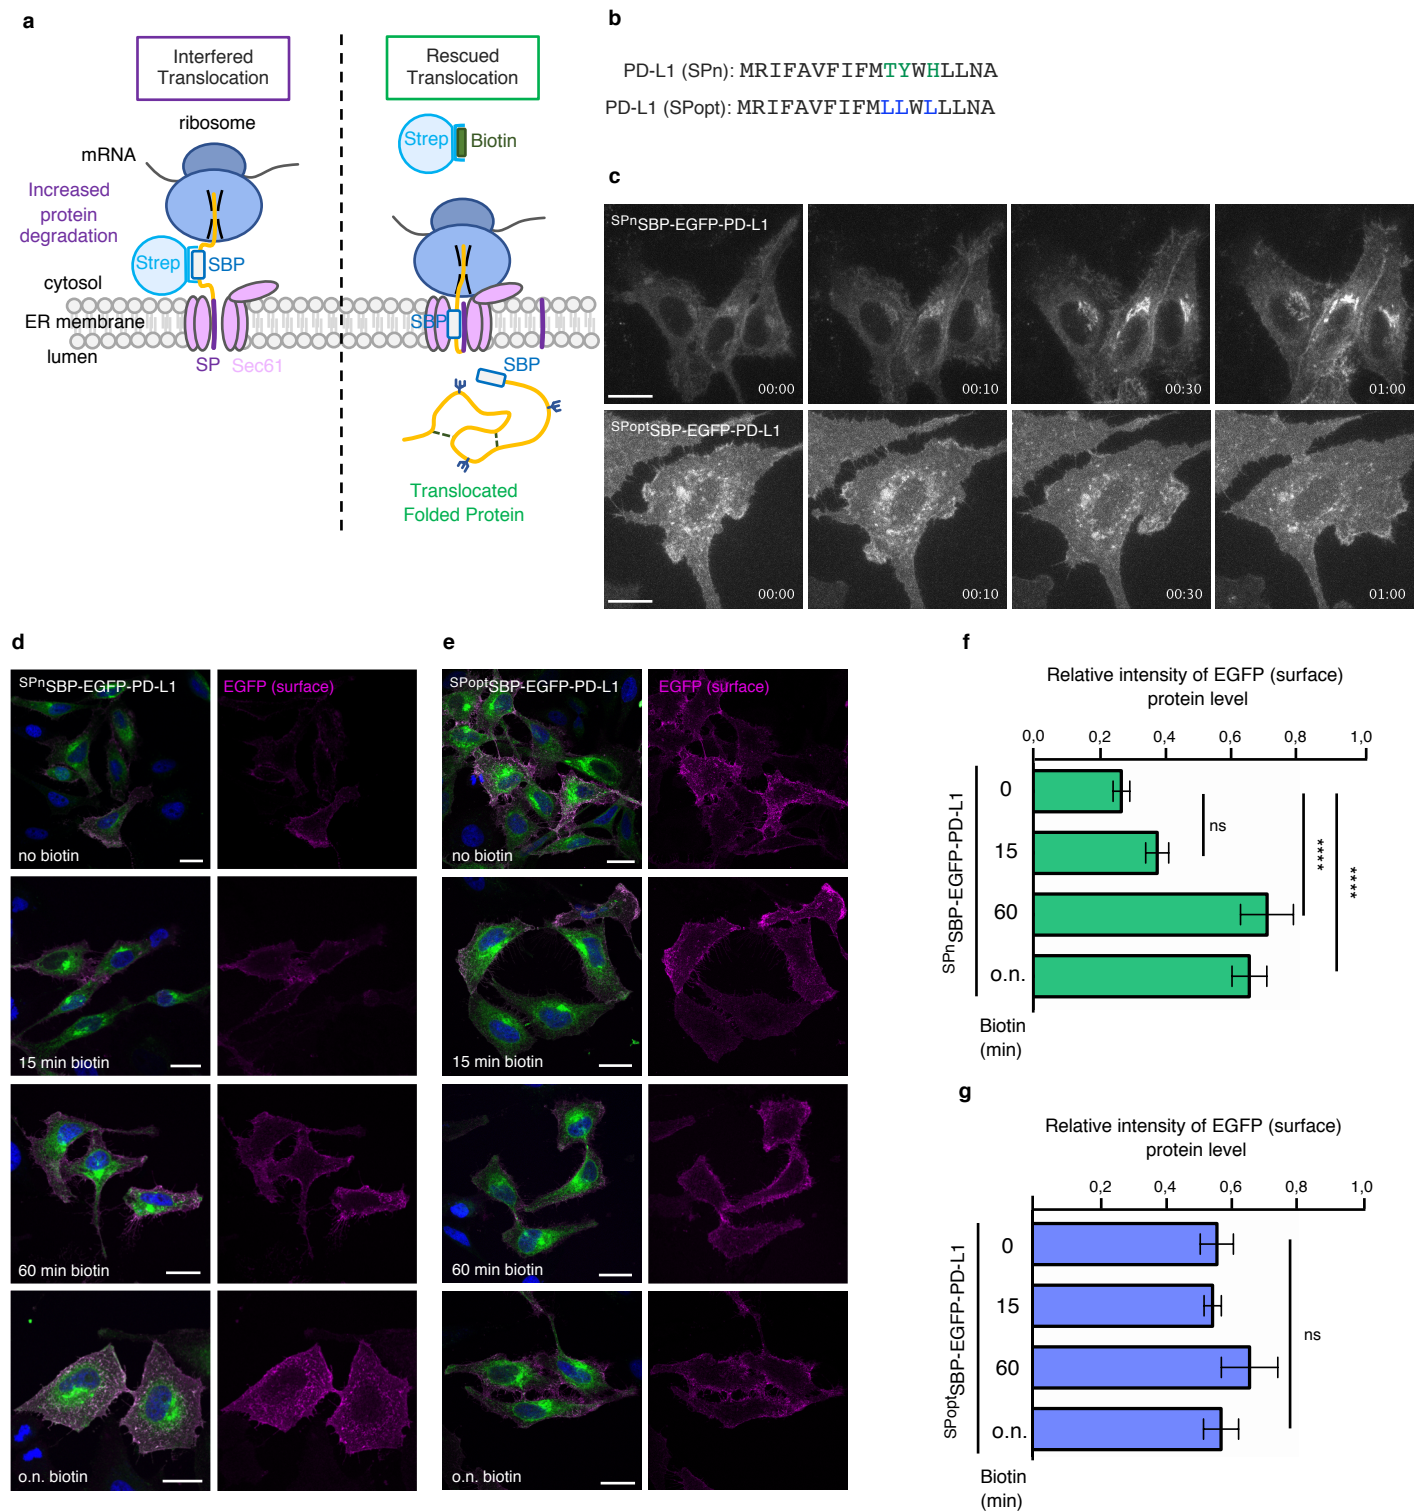 a
Interfered
Translocation
Rescued
Translocation
ribosome
mRNA
Increased
protein
degradation
Strep
SBP
cytosol
ER membrane
lumen
SP
Sec61
Strep
Biotin
SBP
SBP
Translocated
Folded Protein
b
PD-L1 (SPn): MRIFAVFIFMTYWHLLNA
PD-L1 (SPopt): MRIFAVFIFMLLWLLLNA
c
SPnSBP-EGFP-PD-L1
00:00
00:10
00:30
01:00
SPoptSBP-EGFP-PD-L1
00:00
00:10
00:30
01:00
d
SPnSBP-EGFP-PD-L1
EGFP (surface)
no biotin
15 min biotin
60 min biotin
o.n. biotin
e
SPoptSBP-EGFP-PD-L1
EGFP (surface)
no biotin
15 min biotin
60 min biotin
o.n. biotin
f
Relative intensity of EGFP (surface)
protein level
0,0 0,2 0,4 0,6 0,8 1,0
SPnSBP-EGFP-PD-L1
0
15
60
o.n.
Biotin
(min)
ns
****
****
g
Relative intensity of EGFP (surface)
protein level
0,2 0,4 0,6 0,8 1,0
SPoptSBP-EGFP-PD-L1
0
15
60
o.n.
Biotin
(min)
ns